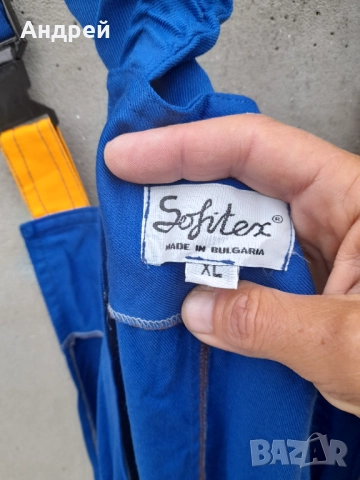 Андрей
Sofitex®
MADE IN BULGARIA
XL
BAZAR